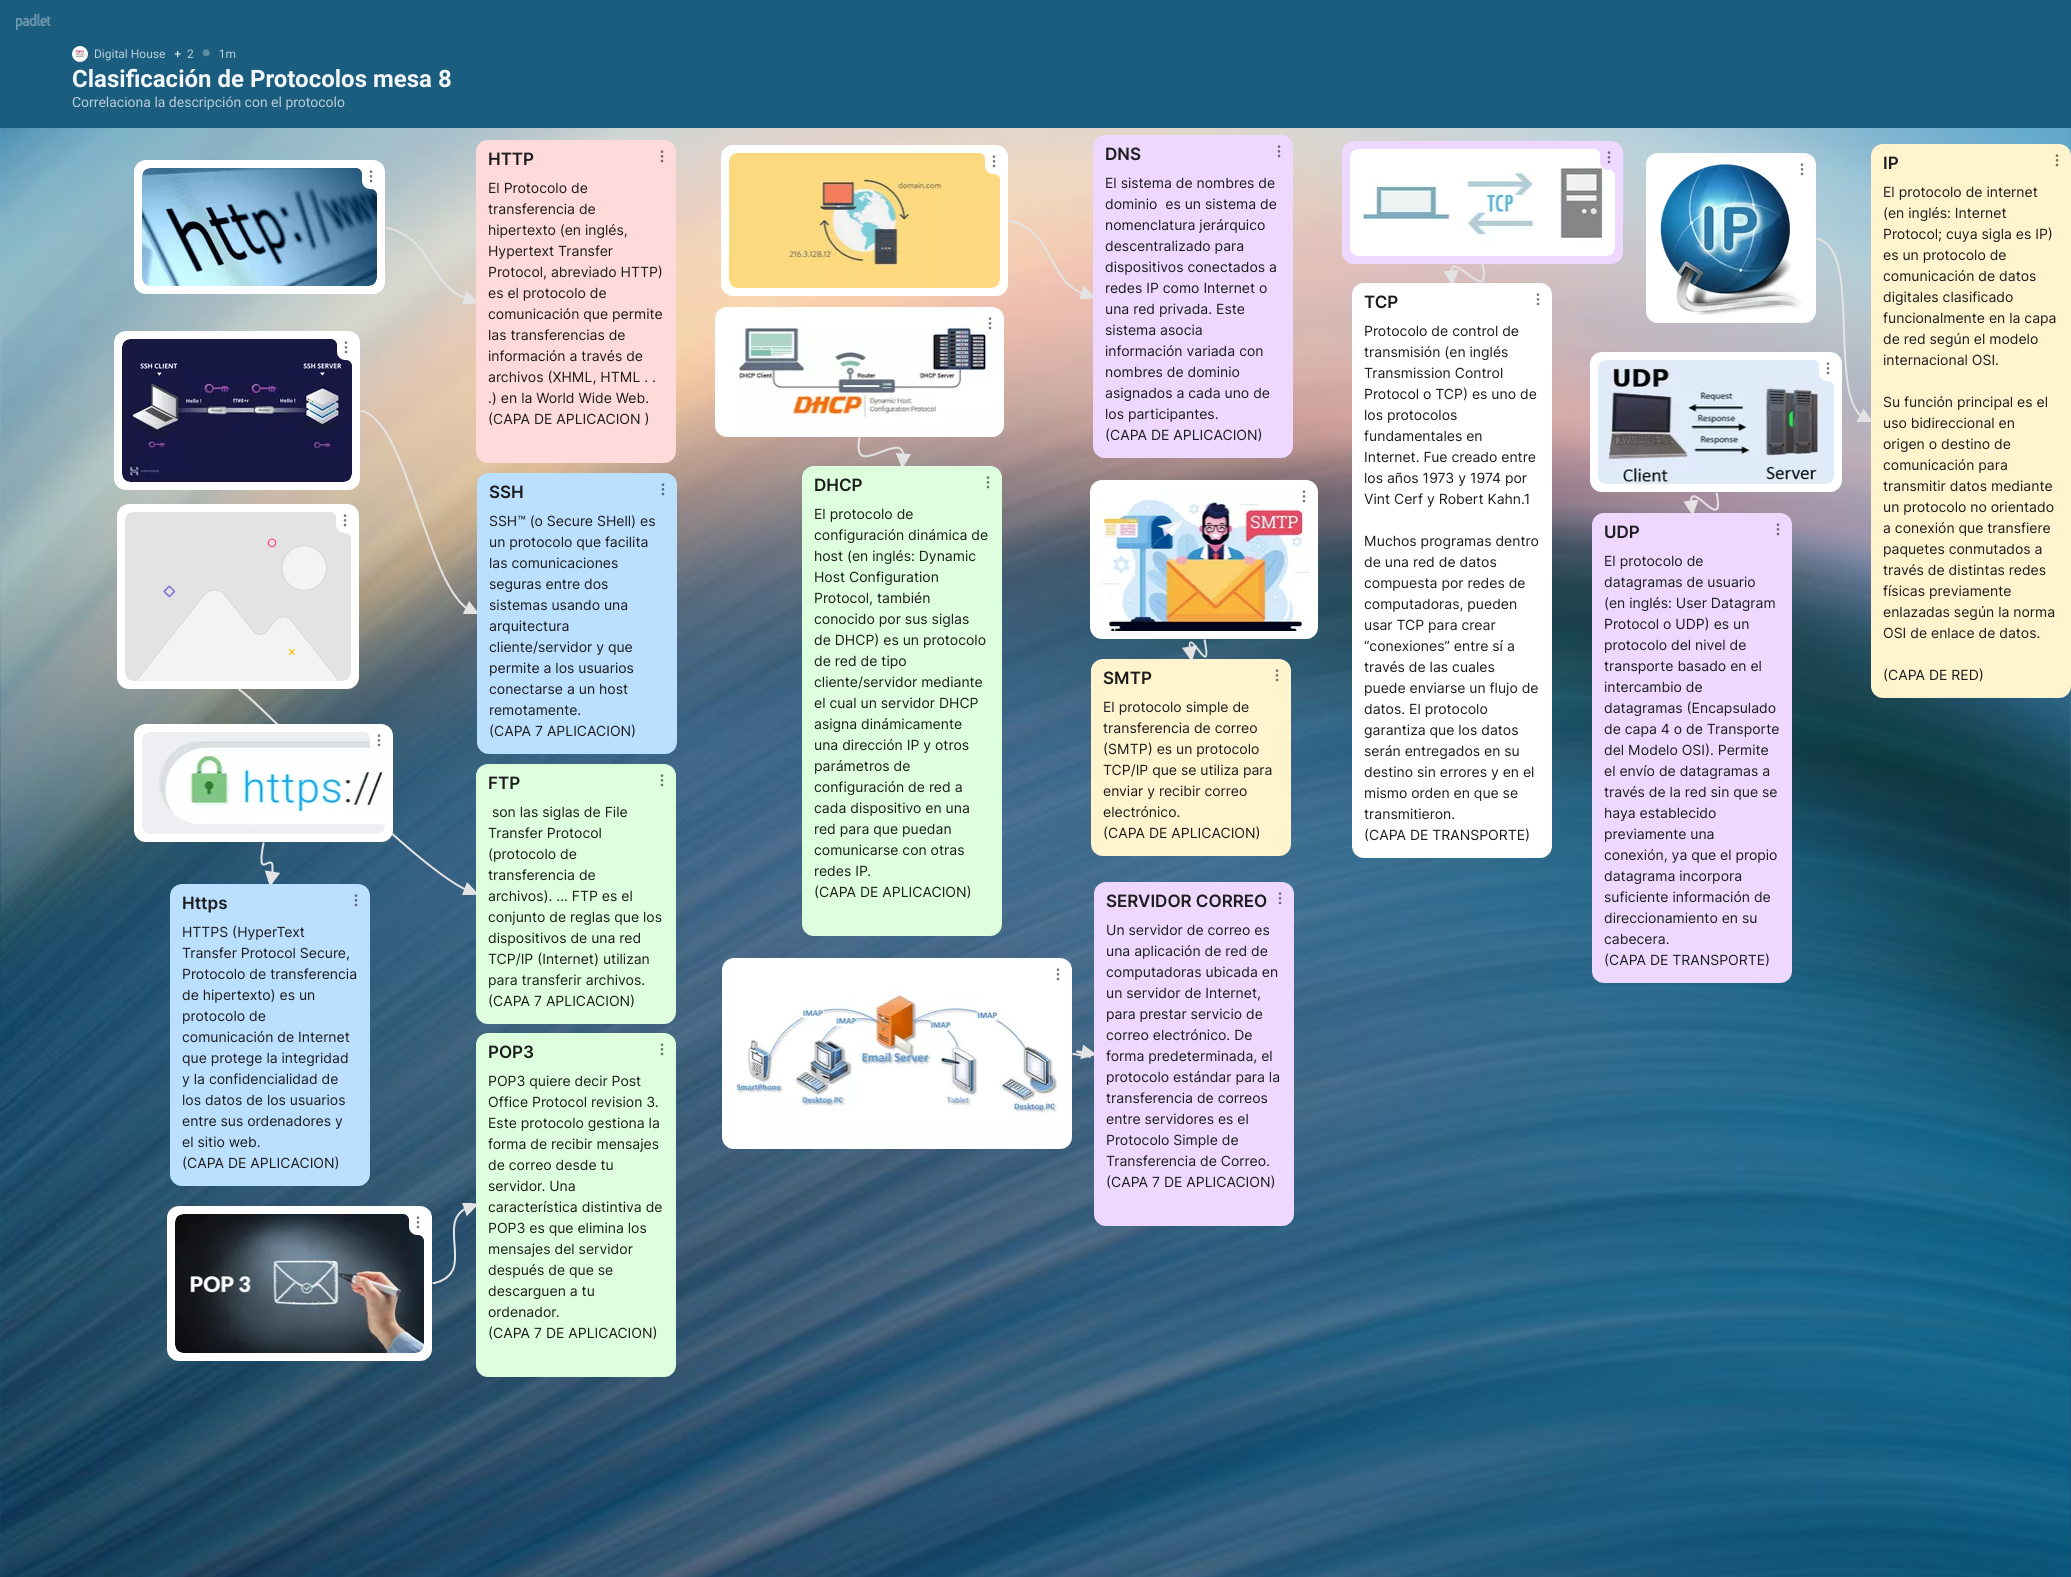 padlet
Digital House + 2 1m
Clasificación de Protocolos mesa 8
Correlaciona la descripción con el protocolo
http://www
HTTP
El Protocolo de
transferencia de
hipertexto (en inglés,
Hypertext Transfer
Protocol, abreviado HTTP)
es el protocolo de
comunicación que permite
las transferencias de
información a través de
archivos (XHML, HTML . .
.) en la World Wide Web.
(CAPA DE APLICACION )
SSH CLIENT
SSH SERVER
Hello !
Hello !
SSH
SSH™ (o Secure SHell) es
un protocolo que facilita
las comunicaciones
seguras entre dos
sistemas usando una
arquitectura
cliente/servidor y que
permite a los usuarios
conectarse a un host
remotamente.
(CAPA 7 APLICACION)
https://
FTP
son las siglas de File
Transfer Protocol
(protocolo de
transferencia de
archivos). ... FTP es el
conjunto de reglas que los
dispositivos de una red
TCP/IP (Internet) utilizan
para transferir archivos.
(CAPA 7 APLICACION)
Https
HTTPS (HyperText
Transfer Protocol Secure,
Protocolo de transferencia
de hipertexto) es un
protocolo de
comunicación de Internet
que protege la integridad
y la confidencialidad de
los datos de los usuarios
entre sus ordenadores y
el sitio web.
(CAPA DE APLICACION)
POP3
POP3 quiere decir Post
Office Protocol revision 3.
Este protocolo gestiona la
forma de recibir mensajes
de correo desde tu
servidor. Una
característica distintiva de
POP3 es que elimina los
mensajes del servidor
después de que se
descarguen a tu
ordenador.
(CAPA 7 DE APLICACION)
POP 3
domain.com
216.3.128.12
DHCP Client
Router
DHCP Server
DHCP
Dynamic Host
Configuration Protocol
DHCP
El protocolo de
configuración dinámica de
host (en inglés: Dynamic
Host Configuration
Protocol, también
conocido por sus siglas
de DHCP) es un protocolo
de red de tipo
cliente/servidor mediante
el cual un servidor DHCP
asigna dinámicamente
una dirección IP y otros
parámetros de
configuración de red a
cada dispositivo en una
red para que puedan
comunicarse con otras
redes IP.
(CAPA DE APLICACION)
IMAP
IMAP
IMAP
IMAP
Email Server
SmartPhone
Desktop PC
Tablet
Desktop PC
DNS
El sistema de nombres de
dominio es un sistema de
nomenclatura jerárquico
descentralizado para
dispositivos conectados a
redes IP como Internet o
una red privada. Este
sistema asocia
información variada con
nombres de dominio
asignados a cada uno de
los participantes.
(CAPA DE APLICACION)
SMTP
SMTP
El protocolo simple de
transferencia de correo
(SMTP) es un protocolo
TCP/IP que se utiliza para
enviar y recibir correo
electrónico.
(CAPA DE APLICACION)
SERVIDOR CORREO
Un servidor de correo es
una aplicación de red de
computadoras ubicada en
un servidor de Internet,
para prestar servicio de
correo electrónico. De
forma predeterminada, el
protocolo estándar para la
transferencia de correos
entre servidores es el
Protocolo Simple de
Transferencia de Correo.
(CAPA 7 DE APLICACION)
TCP
TCP
Protocolo de control de
transmisión (en inglés
Transmission Control
Protocol o TCP) es uno de
los protocolos
fundamentales en
Internet. Fue creado entre
los años 1973 y 1974 por
Vint Cerf y Robert Kahn.1
Muchos programas dentro
de una red de datos
compuesta por redes de
computadoras, pueden
usar TCP para crear
“conexiones” entre sí a
través de las cuales
puede enviarse un flujo de
datos. El protocolo
garantiza que los datos
serán entregados en su
destino sin errores y en el
mismo orden en que se
transmitieron.
(CAPA DE TRANSPORTE)
IP
UDP
Request
Response
Response
Client
Server
UDP
El protocolo de
datagramas de usuario
(en inglés: User Datagram
Protocol o UDP) es un
protocolo del nivel de
transporte basado en el
intercambio de
datagramas (Encapsulado
de capa 4 o de Transporte
del Modelo OSI). Permite
el envío de datagramas a
través de la red sin que se
haya establecido
previamente una
conexión, ya que el propio
datagrama incorpora
suficiente información de
direccionamiento en su
cabecera.
(CAPA DE TRANSPORTE)
IP
El protocolo de internet
(en inglés: Internet
Protocol; cuya sigla es IP)
es un protocolo de
comunicación de datos
digitales clasificado
funcionalmente en la capa
de red según el modelo
internacional OSI.
Su función principal es el
uso bidireccional en
origen o destino de
comunicación para
transmitir datos mediante
un protocolo no orientado
a conexión que transfiere
paquetes conmutados a
través de distintas redes
físicas previamente
enlazadas según la norma
OSI de enlace de datos.
(CAPA DE RED)